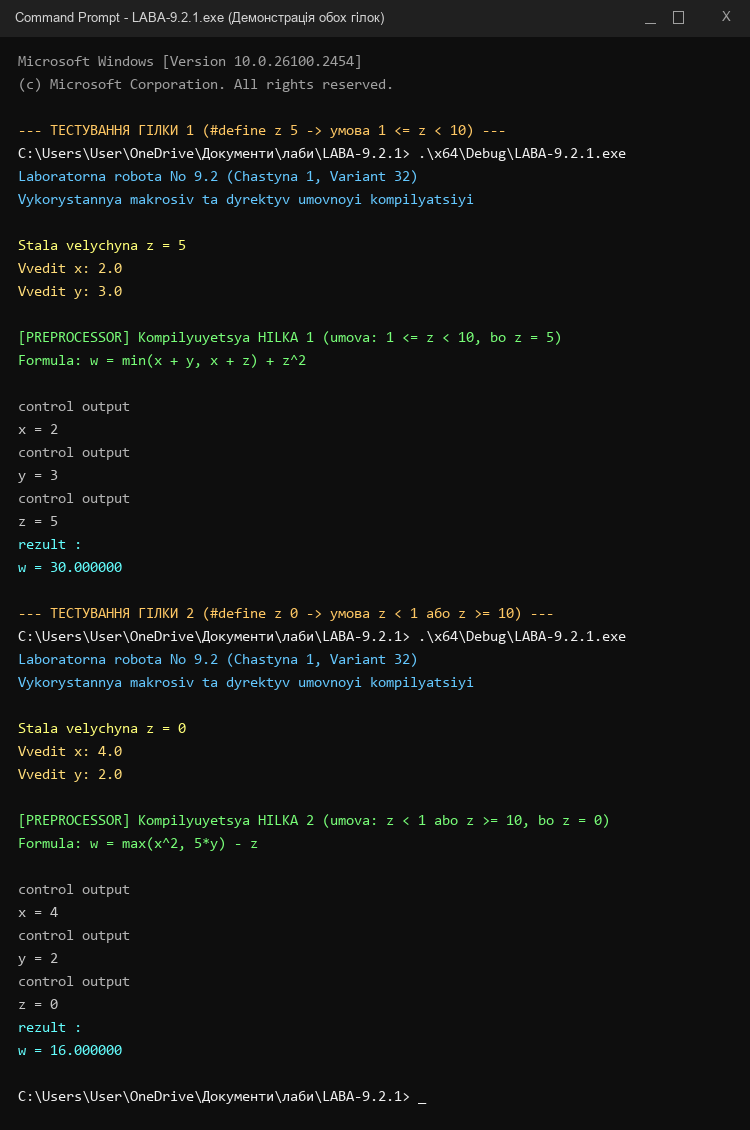 Command Prompt - LABA-9.2.1.exe (Демонстрація обох гілок)
Microsoft Windows [Version 10.0.26100.2454]
(c) Microsoft Corporation. All rights reserved.
--- ТЕСТУВАННЯ ГІЛКИ 1 (#define z 5 -> умова 1 <= z < 10) ---
C:\Users\User\OneDrive\Документи\лаби\LABA-9.2.1> .\x64\Debug\LABA-9.2.1.exe
Laboratorna robota No 9.2 (Chastyna 1, Variant 32)
Vykorystannya makrosiv ta dyrektyv umovnoyi kompilyatsiyi
Stala velychyna z = 5
Vvedit x: 2.0
Vvedit y: 3.0
[PREPROCESSOR] Kompilyuyetsya HILKA 1 (umova: 1 <= z < 10, bo z = 5)
Formula: w = min(x + y, x + z) + z^2
control output
x = 2
control output
y = 3
control output
z = 5
rezult :
w = 30.000000
--- ТЕСТУВАННЯ ГІЛКИ 2 (#define z 0 -> умова z < 1 або z >= 10) ---
C:\Users\User\OneDrive\Документи\лаби\LABA-9.2.1> .\x64\Debug\LABA-9.2.1.exe
Laboratorna robota No 9.2 (Chastyna 1, Variant 32)
Vykorystannya makrosiv ta dyrektyv umovnoyi kompilyatsiyi
Stala velychyna z = 0
Vvedit x: 4.0
Vvedit y: 2.0
[PREPROCESSOR] Kompilyuyetsya HILKA 2 (umova: z < 1 abo z >= 10, bo z = 0)
Formula: w = max(x^2, 5*y) - z
control output
x = 4
control output
y = 2
control output
z = 0
rezult :
w = 16.000000
C:\Users\User\OneDrive\Документи\лаби\LABA-9.2.1> _